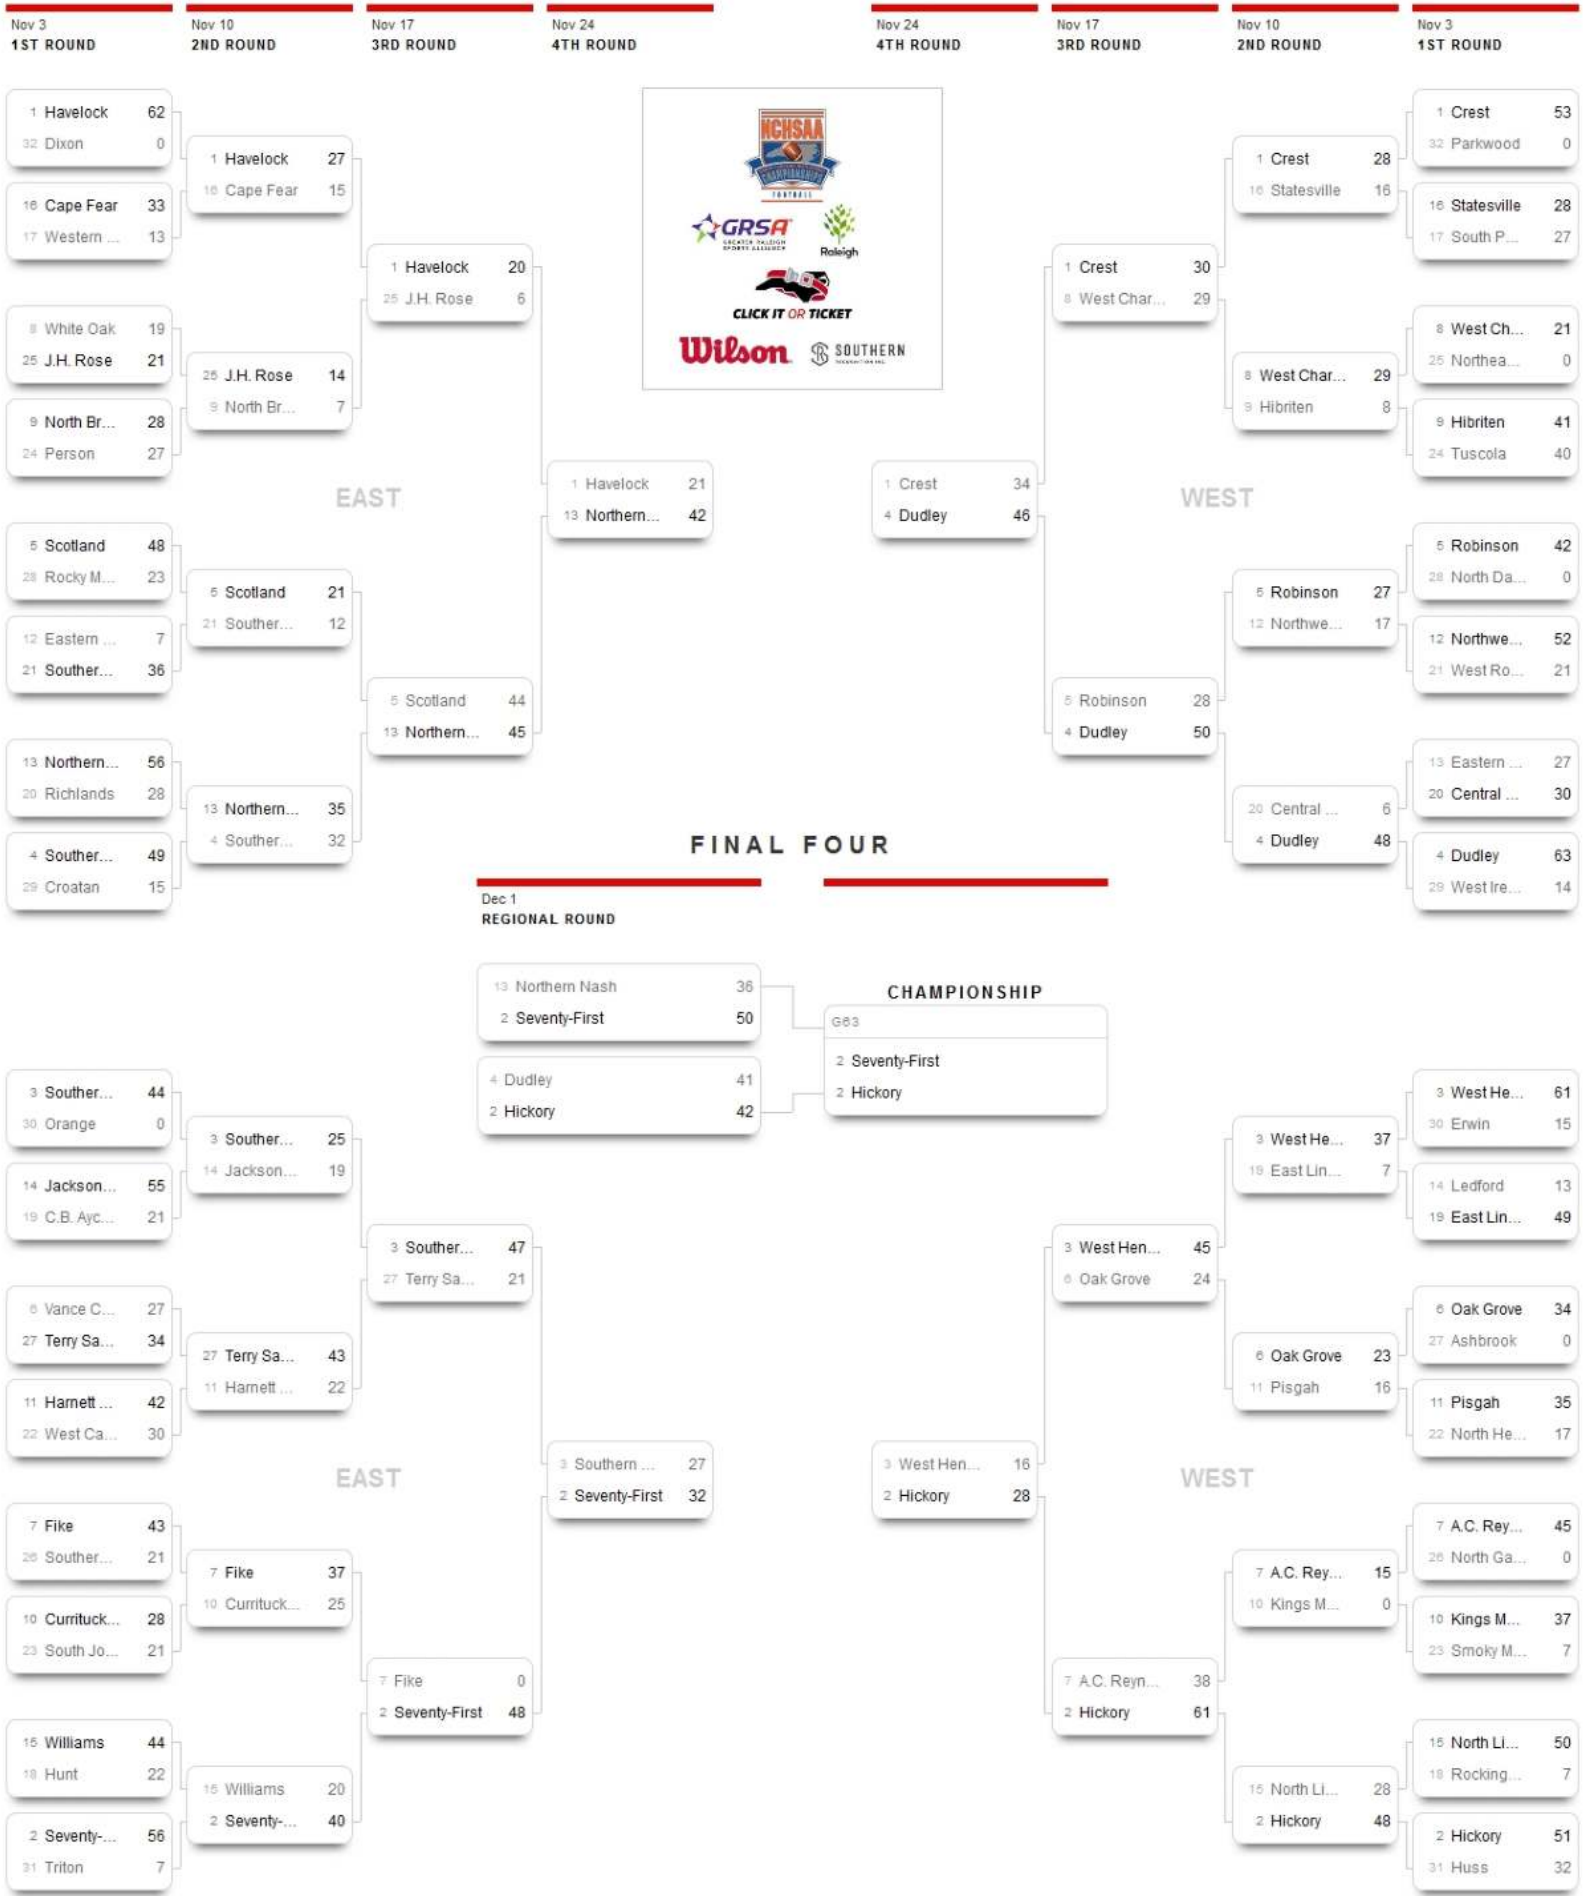 Nov 3
1ST ROUND
Nov 10
2ND ROUND
Nov 17
3RD ROUND
Nov 24
4TH ROUND
Nov 24
4TH ROUND
Nov 17
3RD ROUND
Nov 10
2ND ROUND
Nov 3
1ST ROUND
1 Havelock 62
32 Dixon 0
16 Cape Fear 33
17 Western ... 13
8 White Oak 19
25 J.H. Rose 21
9 North Br... 28
24 Person 27
5 Scotland 48
28 Rocky M... 23
12 Eastern ... 7
21 Souther... 36
13 Northern... 56
20 Richlands 28
4 Souther... 49
29 Croatan 15
1 Havelock 27
16 Cape Fear 15
25 J.H. Rose 14
9 North Br... 7
5 Scotland 21
21 Souther... 12
13 Northern... 35
4 Souther... 32
1 Havelock 20
25 J.H. Rose 6
5 Scotland 44
13 Northern... 45
EAST
1 Havelock 21
13 Northern... 42
NCHSAA
CHAMPIONSHIPS
FOOTBALL
GRSA
GREATER RALEIGH
SPORTS ALLIANCE
Raleigh
CLICK IT OR TICKET
Wilson
SOUTHERN
1 Crest 34
4 Dudley 46
WEST
1 Crest 30
8 West Char... 29
5 Robinson 28
4 Dudley 50
1 Crest 28
16 Statesville 16
8 West Char... 29
9 Hibriten 8
5 Robinson 27
12 Northwe... 17
20 Central ... 6
4 Dudley 48
1 Crest 53
32 Parkwood 0
16 Statesville 28
17 South P... 27
8 West Ch... 21
25 Northea... 0
9 Hibriten 41
24 Tuscola 40
5 Robinson 42
28 North Da... 0
12 Northwe... 52
21 West Ro... 21
13 Eastern ... 27
20 Central ... 30
4 Dudley 63
29 West Ire... 14
FINAL FOUR
Dec 1
REGIONAL ROUND
13 Northern Nash 36
2 Seventy-First 50
4 Dudley 41
2 Hickory 42
CHAMPIONSHIP
G63
2 Seventy-First
2 Hickory
3 Souther... 44
30 Orange 0
14 Jackson... 55
19 C.B. Ayc... 21
6 Vance C... 27
27 Terry Sa... 34
11 Harnett ... 42
22 West Ca... 30
7 Fike 43
26 Souther... 21
10 Currituck... 28
23 South Jo... 21
15 Williams 44
18 Hunt 22
2 Seventy-... 56
31 Triton 7
3 Souther... 25
14 Jackson... 19
27 Terry Sa... 43
11 Harnett ... 22
7 Fike 37
10 Currituck... 25
15 Williams 20
2 Seventy-... 40
3 Souther... 47
27 Terry Sa... 21
7 Fike 0
2 Seventy-First 48
EAST
3 Southern ... 27
2 Seventy-First 32
3 West Hen... 16
2 Hickory 28
WEST
3 West Hen... 45
6 Oak Grove 24
7 A.C. Reyn... 38
2 Hickory 61
3 West He... 37
19 East Lin... 7
6 Oak Grove 23
11 Pisgah 16
7 A.C. Rey... 15
10 Kings M... 0
15 North Li... 28
2 Hickory 48
3 West He... 61
30 Erwin 15
14 Ledford 13
19 East Lin... 49
6 Oak Grove 34
27 Ashbrook 0
11 Pisgah 35
22 North He... 17
7 A.C. Rey... 45
26 North Ga... 0
10 Kings M... 37
23 Smoky M... 7
15 North Li... 50
18 Rocking... 7
2 Hickory 51
31 Huss 32